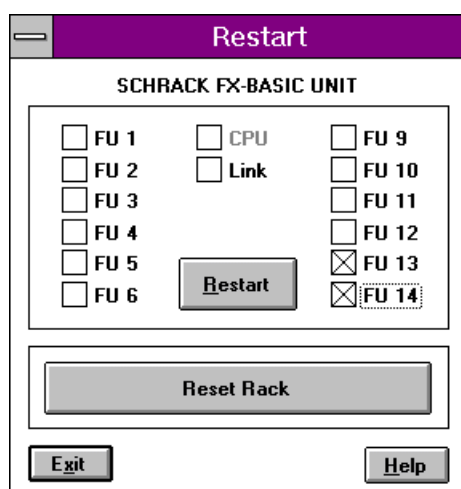 Restart
SCHRACK FX-BASIC UNIT
FU 1 CPU FU 9
FU 2 Link FU 10
FU 3 FU 11
FU 4 FU 12
FU 5 FU 13
FU 6 Restart FU 14
Reset Rack
Exit Help